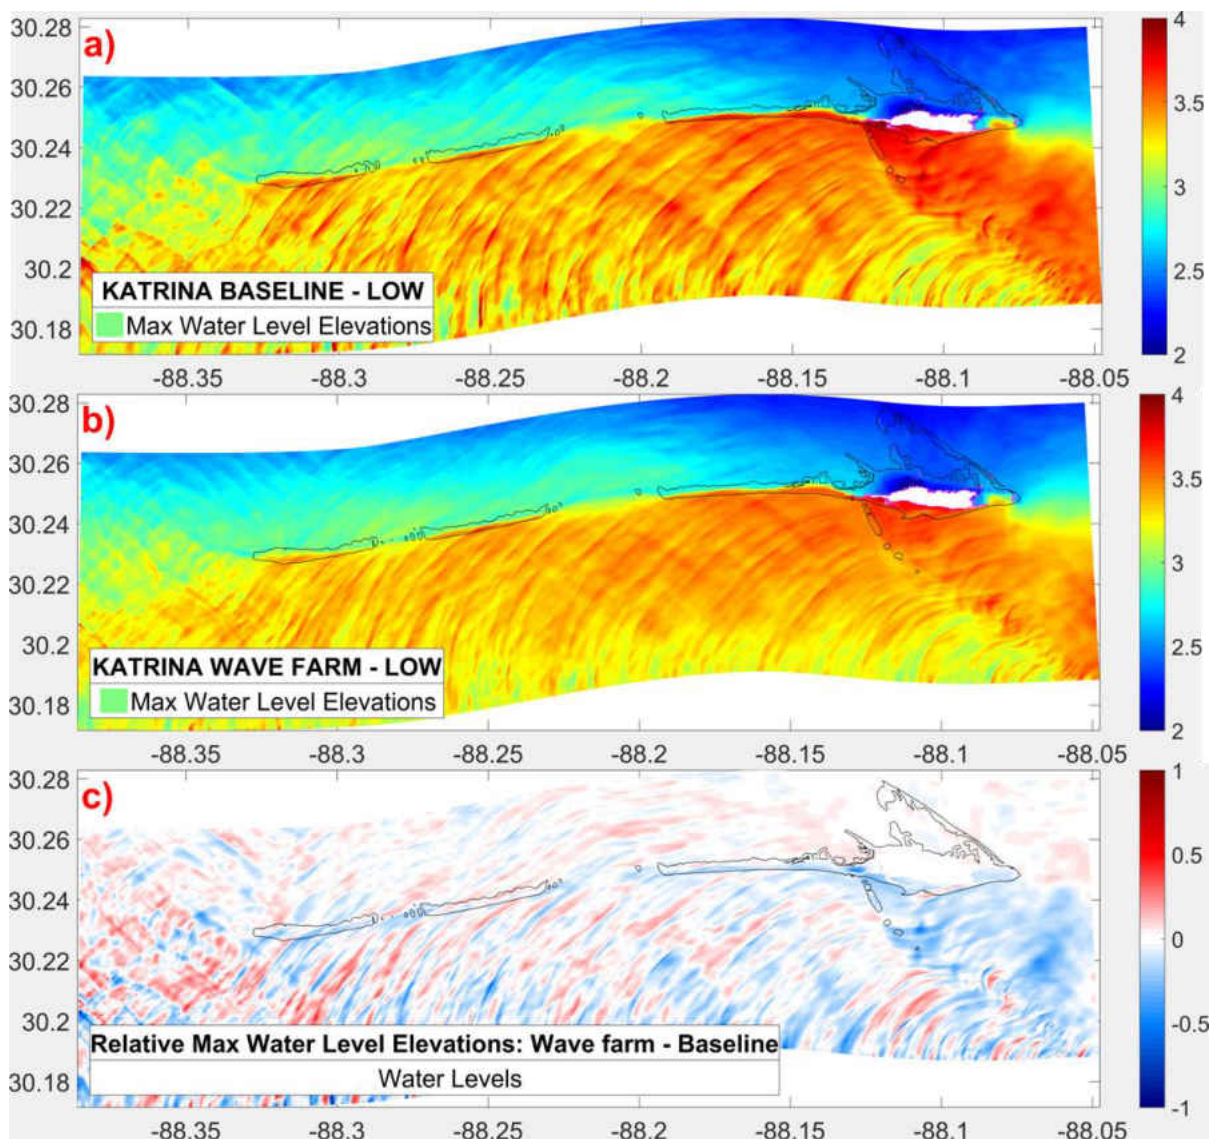 a)
30.28
30.26
30.24
30.22
30.2
30.18
KATRINA BASELINE - LOW
Max Water Level Elevations
-88.35 -88.3 -88.25 -88.2 -88.15 -88.1 -88.05
4
3.5
3
2.5
2
b)
30.28
30.26
30.24
30.22
30.2
30.18
KATRINA WAVE FARM - LOW
Max Water Level Elevations
-88.35 -88.3 -88.25 -88.2 -88.15 -88.1 -88.05
4
3.5
3
2.5
2
c)
30.28
30.26
30.24
30.22
30.2
30.18
Relative Max Water Level Elevations: Wave farm - Baseline
Water Levels
-88.35 -88.3 -88.25 -88.2 -88.15 -88.1 -88.05
1
0.5
0
-0.5
-1